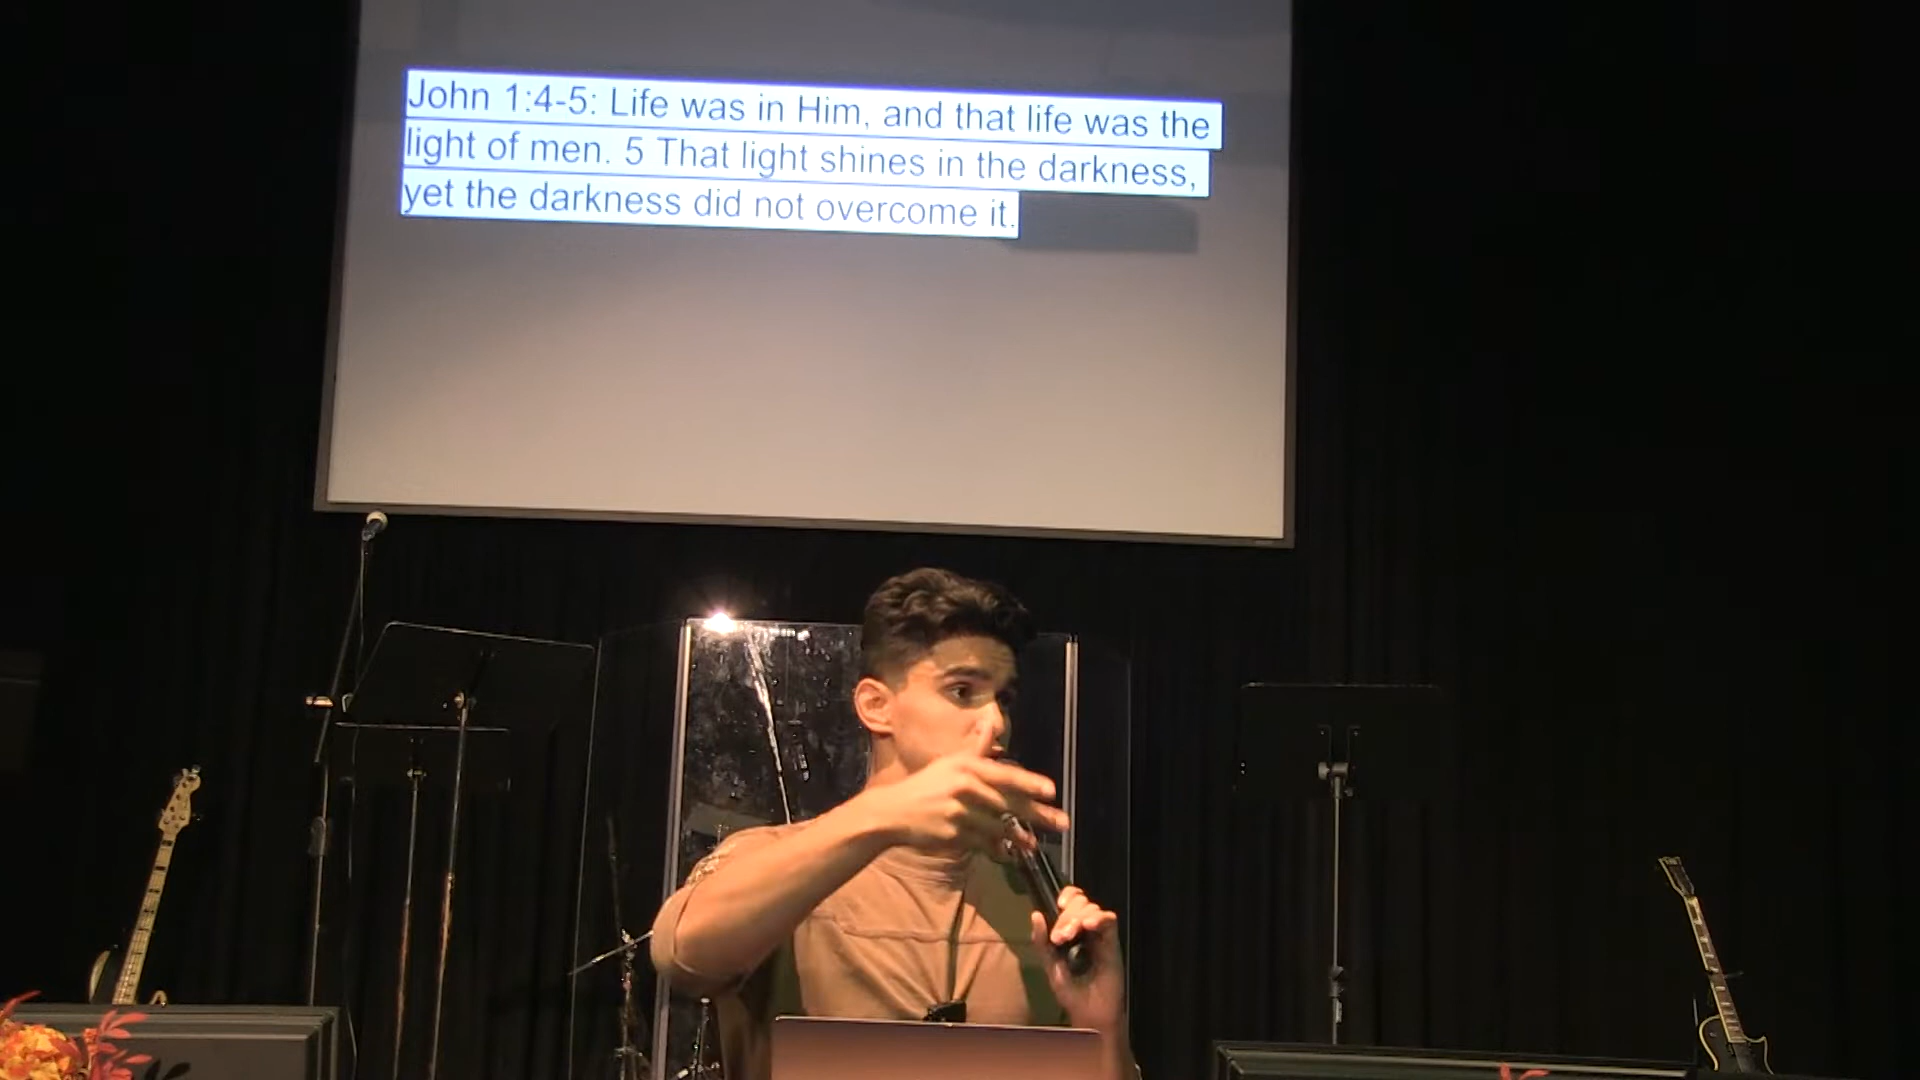 John 1:4-5: Life was in Him, and that life was the
light of men. 5 That light shines in the darkness,
yet the darkness did not overcome it.